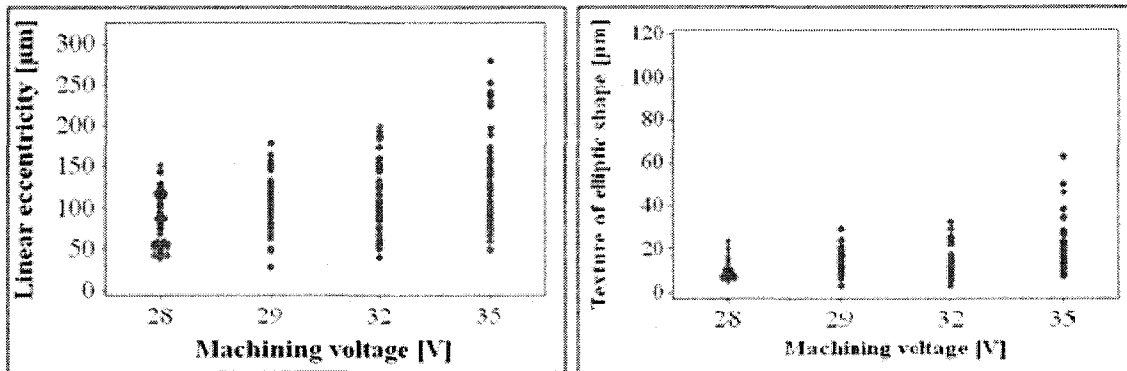 Linear eccentricity [µm]
300
250
200
150
100
50
0
28 29 32 35
Machining voltage [V]
Texture of elliptic shape [µm]
120
100
80
60
40
20
0
28 29 32 35
Machining voltage [V]